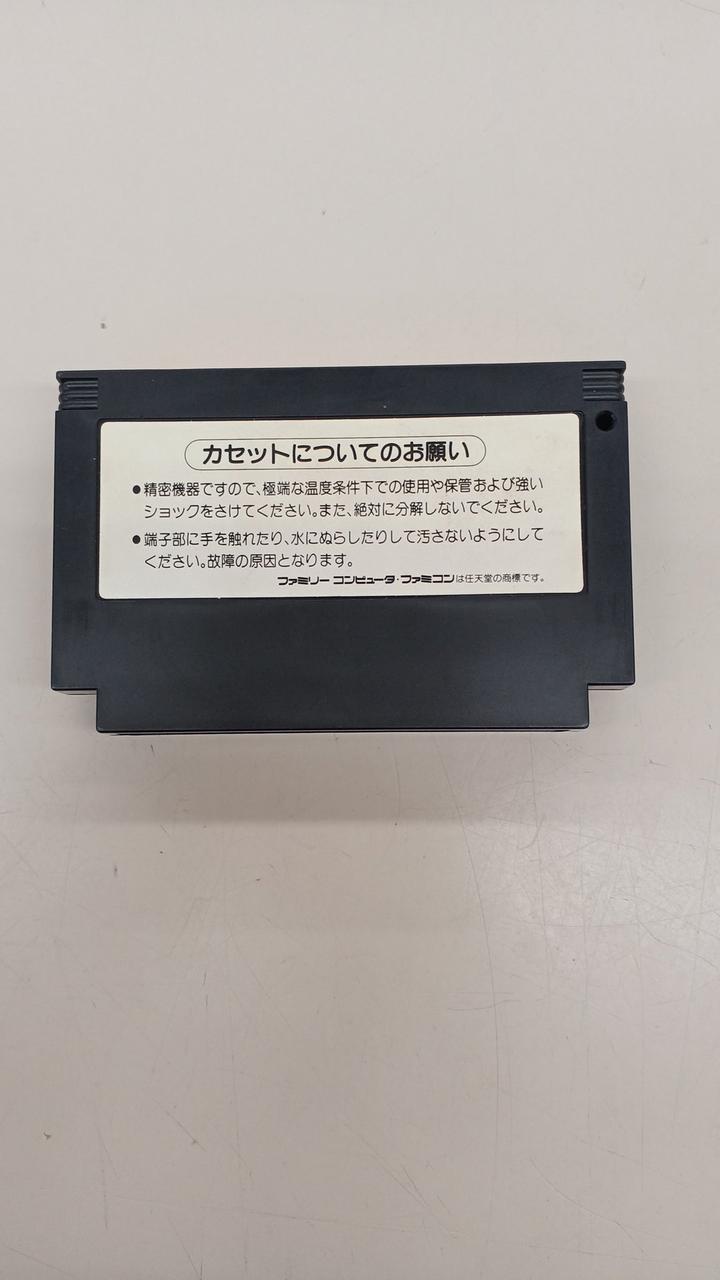 カセットについてのお願い
●精密機器ですので、極端な温度条件下での使用や保管および強い
ショックをさけてください。また、絶対に分解しないでください。
●端子部に手を触れたり、水にぬらしたりして汚さないようにして
ください。故障の原因となります。
ファミリー コンピュータ・ファミコンは任天堂の商標です。